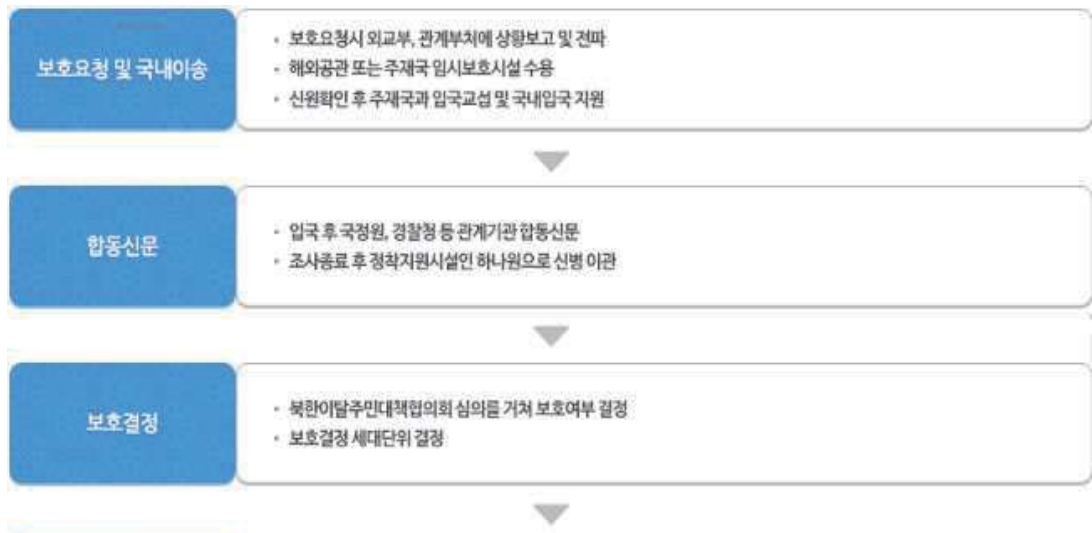 보호요청 및 국내이송
• 보호요청시 외교부, 관계부처에 상황보고 및 전파
• 해외공관 또는 주재국 임시보호시설 수용
• 신원확인 후 주재국과 입국교섭 및 국내입국 지원
합동신문
• 입국 후 국정원, 경찰청 등 관계기관 합동신문
• 조사종료 후 정착지원시설인 하나원으로 신병 이관
보호결정
• 북한이탈주민대책협의회 심의를 거쳐 보호여부 결정
• 보호결정 세대단위 결정